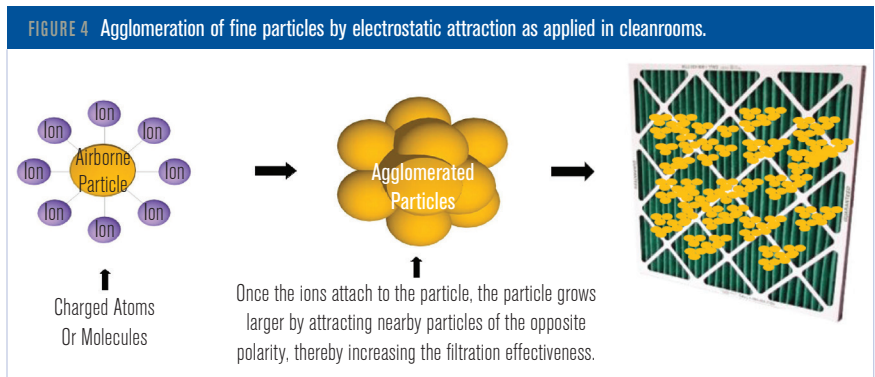 FIGURE 4 Agglomeration of fine particles by electrostatic attraction as applied in cleanrooms.
Ion
Ion
Ion
Ion
Airborne
Particle
Ion
Ion
Ion
Ion
Charged Atoms
Or Molecules
Agglomerated
Particles
Once the ions attach to the particle, the particle grows
larger by attracting nearby particles of the opposite
polarity, thereby increasing the filtration effectiveness.